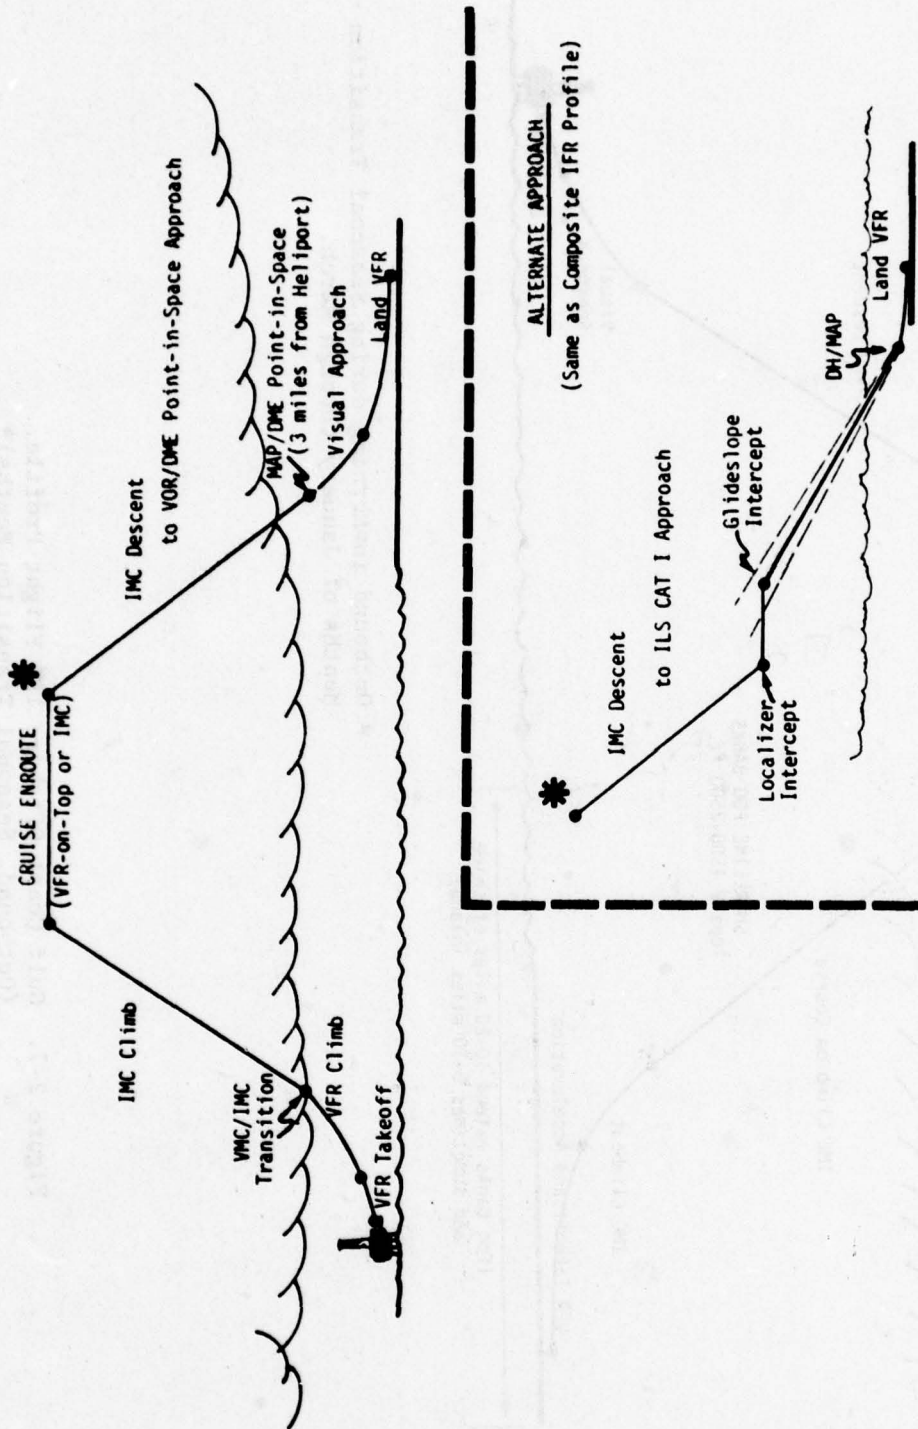 CRUISE ENROUTE
(VFR-on-Top or IMC)
IMC Climb
IMC Descent
to VOR/DME Point-in-Space Approach
VMC/IMC
Transition
VFR Climb
VFR Takeoff
MAP/DME Point-in-Space
(3 miles from Heliport)
Visual Approach
Land VFR
ALTERNATE APPROACH
(Same as Composite IFR Profile)
IMC Descent
to ILS CAT I Approach
Localizer
Intercept
Glideslope
Intercept
DH/MAP
Land VFR